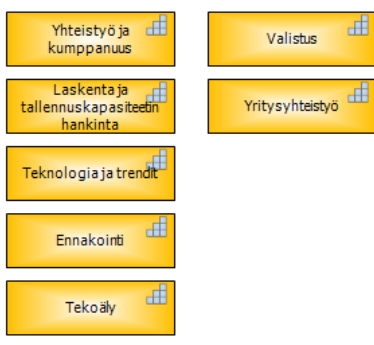 Yhteistyö ja
kumppanuus
Valistus
Laskenta ja
tallennuskapasiteetin
hankinta
Yritysyhteistyö
Teknologia ja trendit
Ennakointi
Tekoäly